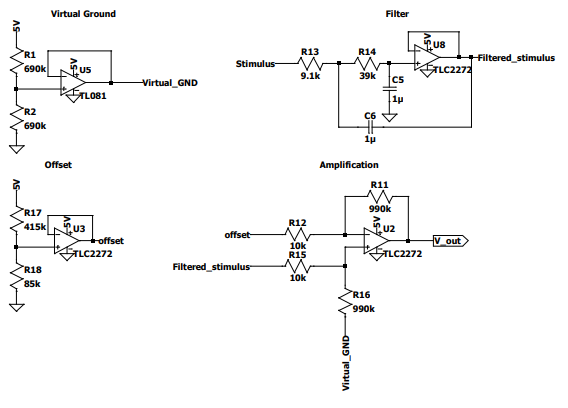 Virtual Ground
5V
R1
690k
5V
U5
TL081
Virtual_GND
R2
690k
Filter
Stimulus
R13
9.1k
R14
39k
5V
U8
TLC2272
Filtered_stimulus
C5
1µ
C6
1µ
Offset
5V
R17
415k
5V
U3
TLC2272
offset
R18
85k
Amplification
R11
990k
offset
R12
10k
5V
U2
TLC2272
V_out
Filtered_stimulus
R15
10k
R16
990k
Virtual_GND